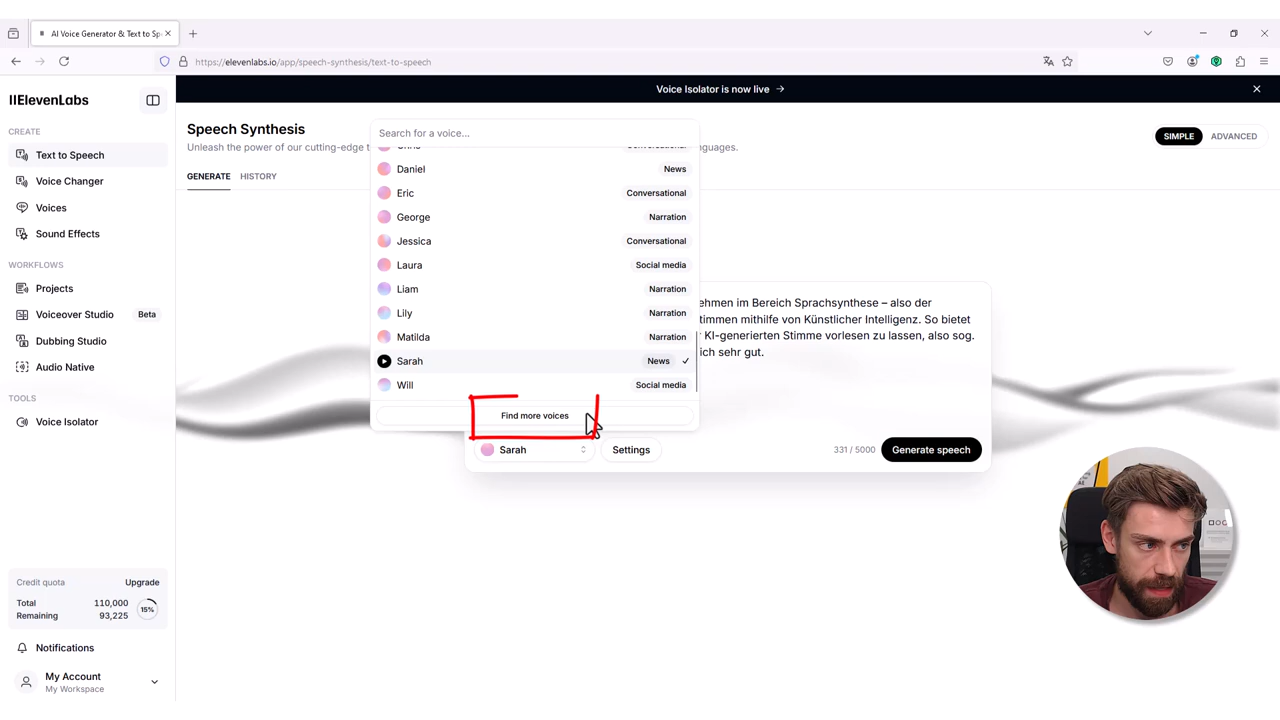 AI Voice Generator & Text to Sp
https://elevenlabs.io/app/speech-synthesis/text-to-speech
Voice Isolator is now live →
IIElevenLabs
CREATE
Text to Speech
Voice Changer
Voices
Sound Effects
WORKFLOWS
Projects
Voiceover Studio Beta
Dubbing Studio
Audio Native
TOOLS
Voice Isolator
Credit quota Upgrade
Total 110,000
Remaining 93,225
15%
Notifications
My Account
My Workspace
Speech Synthesis
Unleash the power of our cutting-edge t
nguages.
SIMPLE ADVANCED
GENERATE HISTORY
Search for a voice...
Daniel News
Eric Conversational
George Narration
Jessica Conversational
Laura Social media
Liam Narration
Lily Narration
Matilda Narration
Sarah News
Will Social media
Find more voices
ehmen im Bereich Sprachsynthese – also der
timmen mithilfe von Künstlicher Intelligenz. So bietet
KI-generierten Stimme vorlesen zu lassen, also sog.
ich sehr gut.
Sarah Settings 331 / 5000 Generate speech